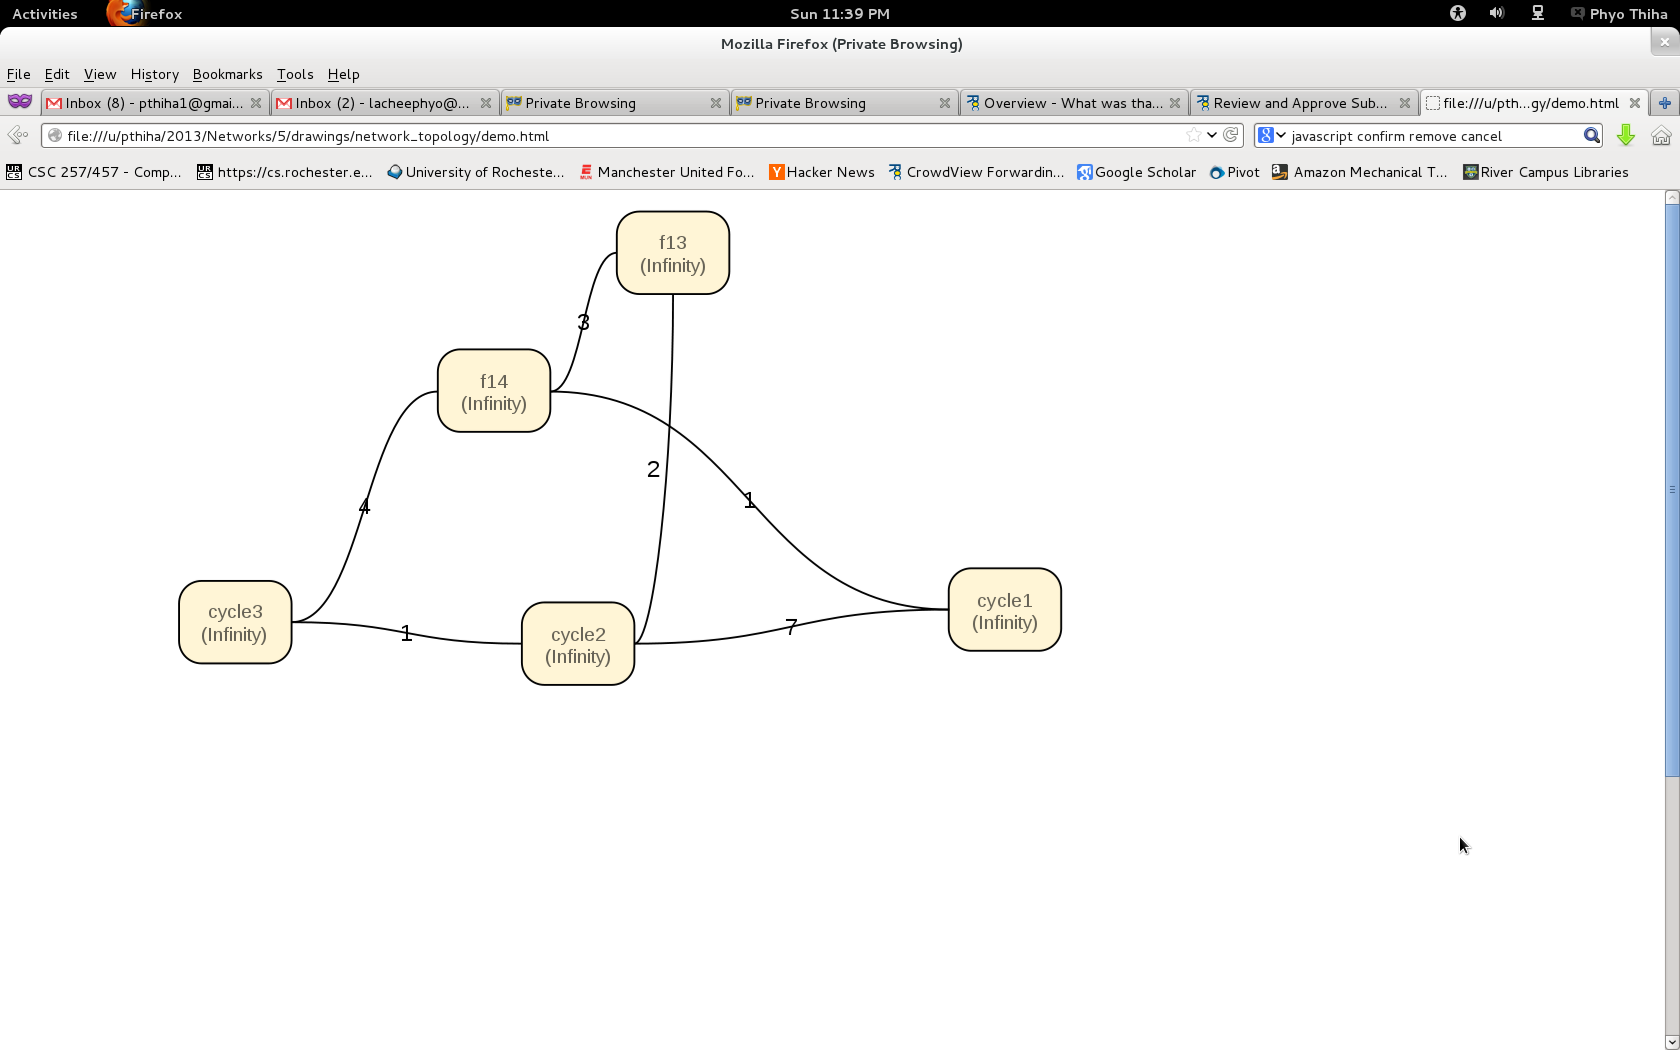 Activities Firefox Sun 11:39 PM Phyo Thiha
Mozilla Firefox (Private Browsing)
File Edit View History Bookmarks Tools Help
Inbox (8) - pthiha1@gmai... Inbox (2) - lacheephyo@... Private Browsing Private Browsing Overview - What was tha... Review and Approve Sub... file:///u/pth...gy/demo.html
file:///u/pthiha/2013/Networks/5/drawings/network_topology/demo.html javascript confirm remove cancel
CSC 257/457 - Comp... https://cs.rochester.e... University of Rocheste... Manchester United Fo... Hacker News CrowdView Forwardin... Google Scholar Pivot Amazon Mechanical T... River Campus Libraries
f13
(Infinity)
3
f14
(Infinity)
2
1
4
cycle3
(Infinity)
1
cycle2
(Infinity)
7
cycle1
(Infinity)